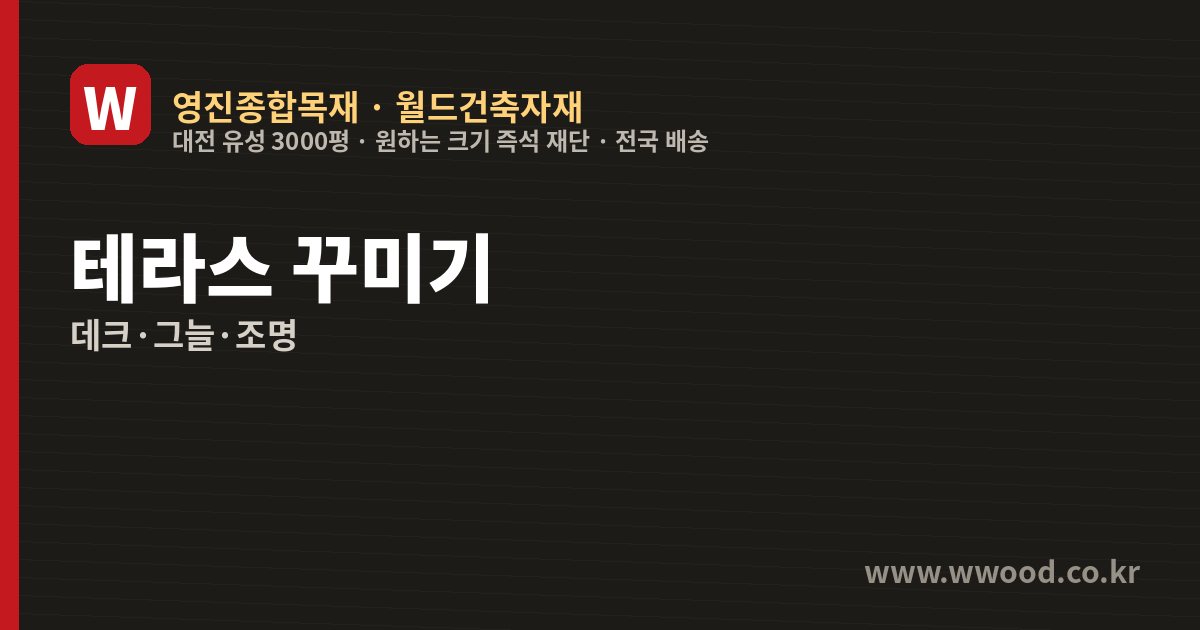 W
영진종합목재 · 월드건축자재
대전 유성 3000평 · 원하는 크기 즉석 재단 · 전국 배송
테라스 꾸미기
데크·그늘·조명
www.wwood.co.kr